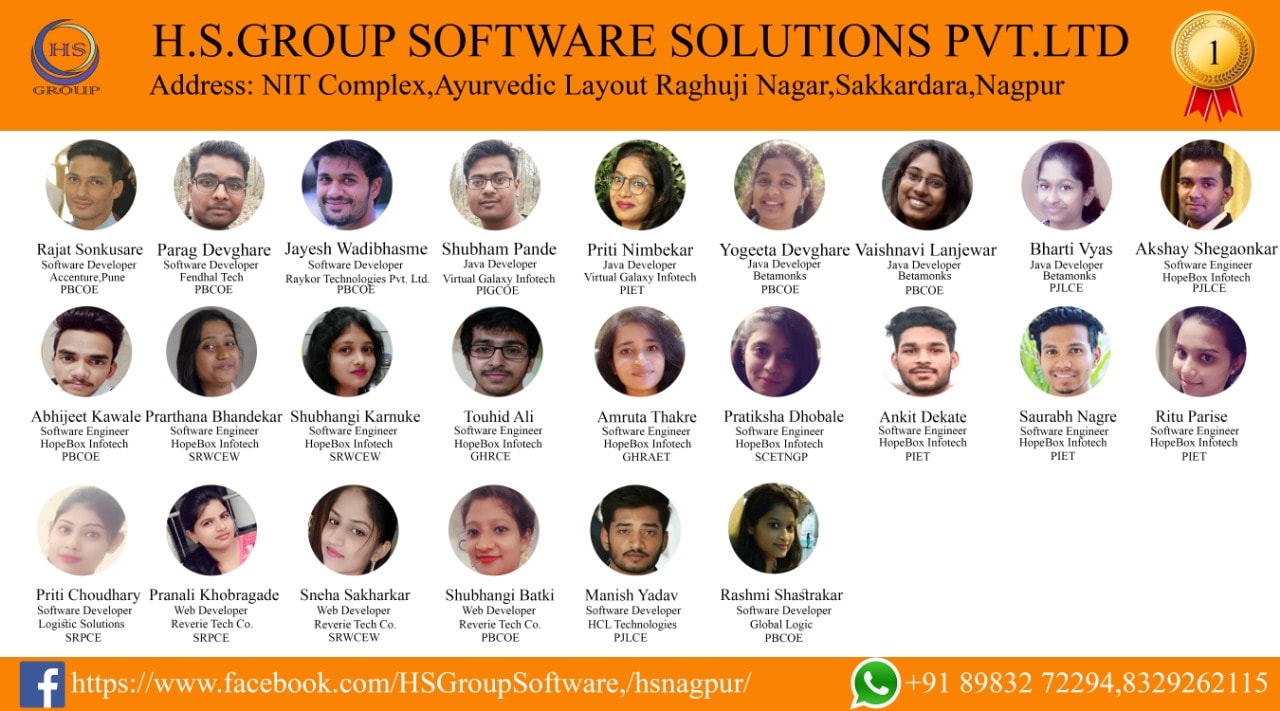 HS
GROUP
H.S.GROUP SOFTWARE SOLUTIONS PVT.LTD
Address: NIT Complex,Ayurvedic Layout Raghuji Nagar,Sakkardara,Nagpur
1
Rajat Sonkusare
Software Developer
Accenture,Pune
PBCOE
Parag Devghare
Software Developer
Fendhal Tech
PBCOE
Jayesh Wadibhasme
Software Developer
Raykor Technologies Pvt. Ltd.
PBCOE
Shubham Pande
Java Developer
Virtual Galaxy Infotech
PIGCOE
Priti Nimbekar
Java Developer
Virtual Galaxy Infotech
PIET
Yogeeta Devghare
Java Developer
Betamonks
PBCOE
Vaishnavi Lanjewar
Java Developer
Betamonks
PBCOE
Bharti Vyas
Java Developer
Betamonks
PJLCE
Akshay Shegaonkar
Software Engineer
HopeBox Infotech
PJLCE
Abhijeet Kawale
Software Engineer
HopeBox Infotech
PBCOE
Prarthana Bhandekar
Software Engineer
HopeBox Infotech
SRWCEW
Shubhangi Karnuke
Software Engineer
HopeBox Infotech
SRWCEW
Touhid Ali
Software Engineer
HopeBox Infotech
GHRCE
Amruta Thakre
Software Engineer
HopeBox Infotech
GHRAET
Pratiksha Dhobale
Software Engineer
HopeBox Infotech
SCETNGP
Ankit Dekate
Software Engineer
HopeBox Infotech
PIET
Saurabh Nagre
Software Engineer
HopeBox Infotech
PIET
Ritu Parise
Software Engineer
HopeBox Infotech
PIET
Priti Choudhary
Software Developer
Logistic Solutions
SRPCE
Pranali Khobragade
Web Developer
Reverie Tech Co.
SRPCE
Sneha Sakharkar
Web Developer
Reverie Tech Co.
SRWCEW
Shubhangi Batki
Web Developer
Reverie Tech Co.
PBCOE
Manish Yadav
Software Developer
HCL Technologies
PJLCE
Rashmi Shastrakar
Software Developer
Global Logic
PBCOE
f https://www.facebook.com/HSGroupSoftware,/hsnagpur/
+91 89832 72294,8329262115